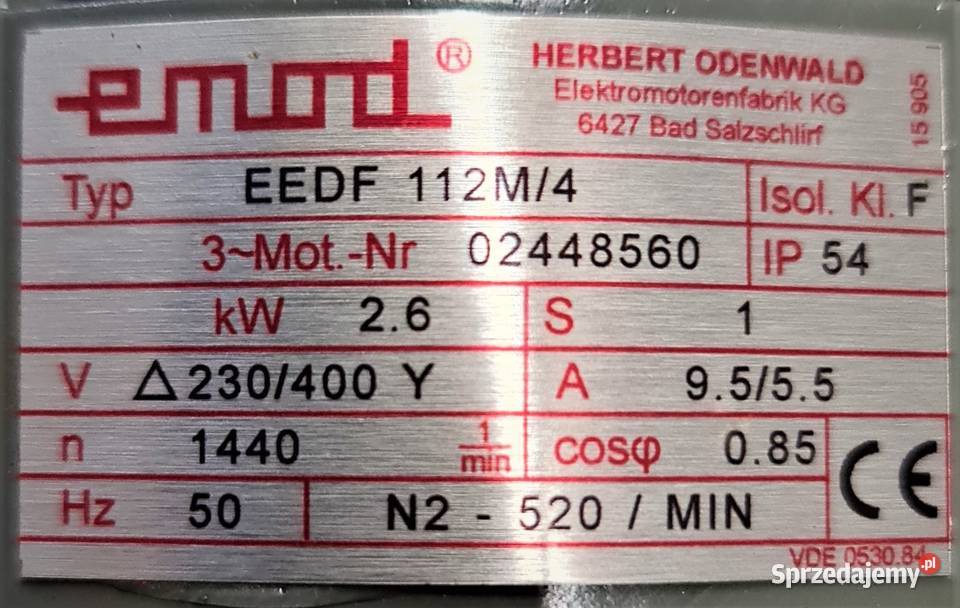 emod ®
HERBERT ODENWALD
Elektromotorenfabrik KG
6427 Bad Salzschlirf
15 905
Typ EEDF 112M/4 Isol. Kl. F
3~Mot.-Nr 02448560 IP 54
kW 2.6 S 1
V △ 230/400 Y A 9.5/5.5
n 1440 1/min cosφ 0.85 CE
Hz 50 N2 - 520 / MIN
VDE 0530.84
Sprzedajemy.pl